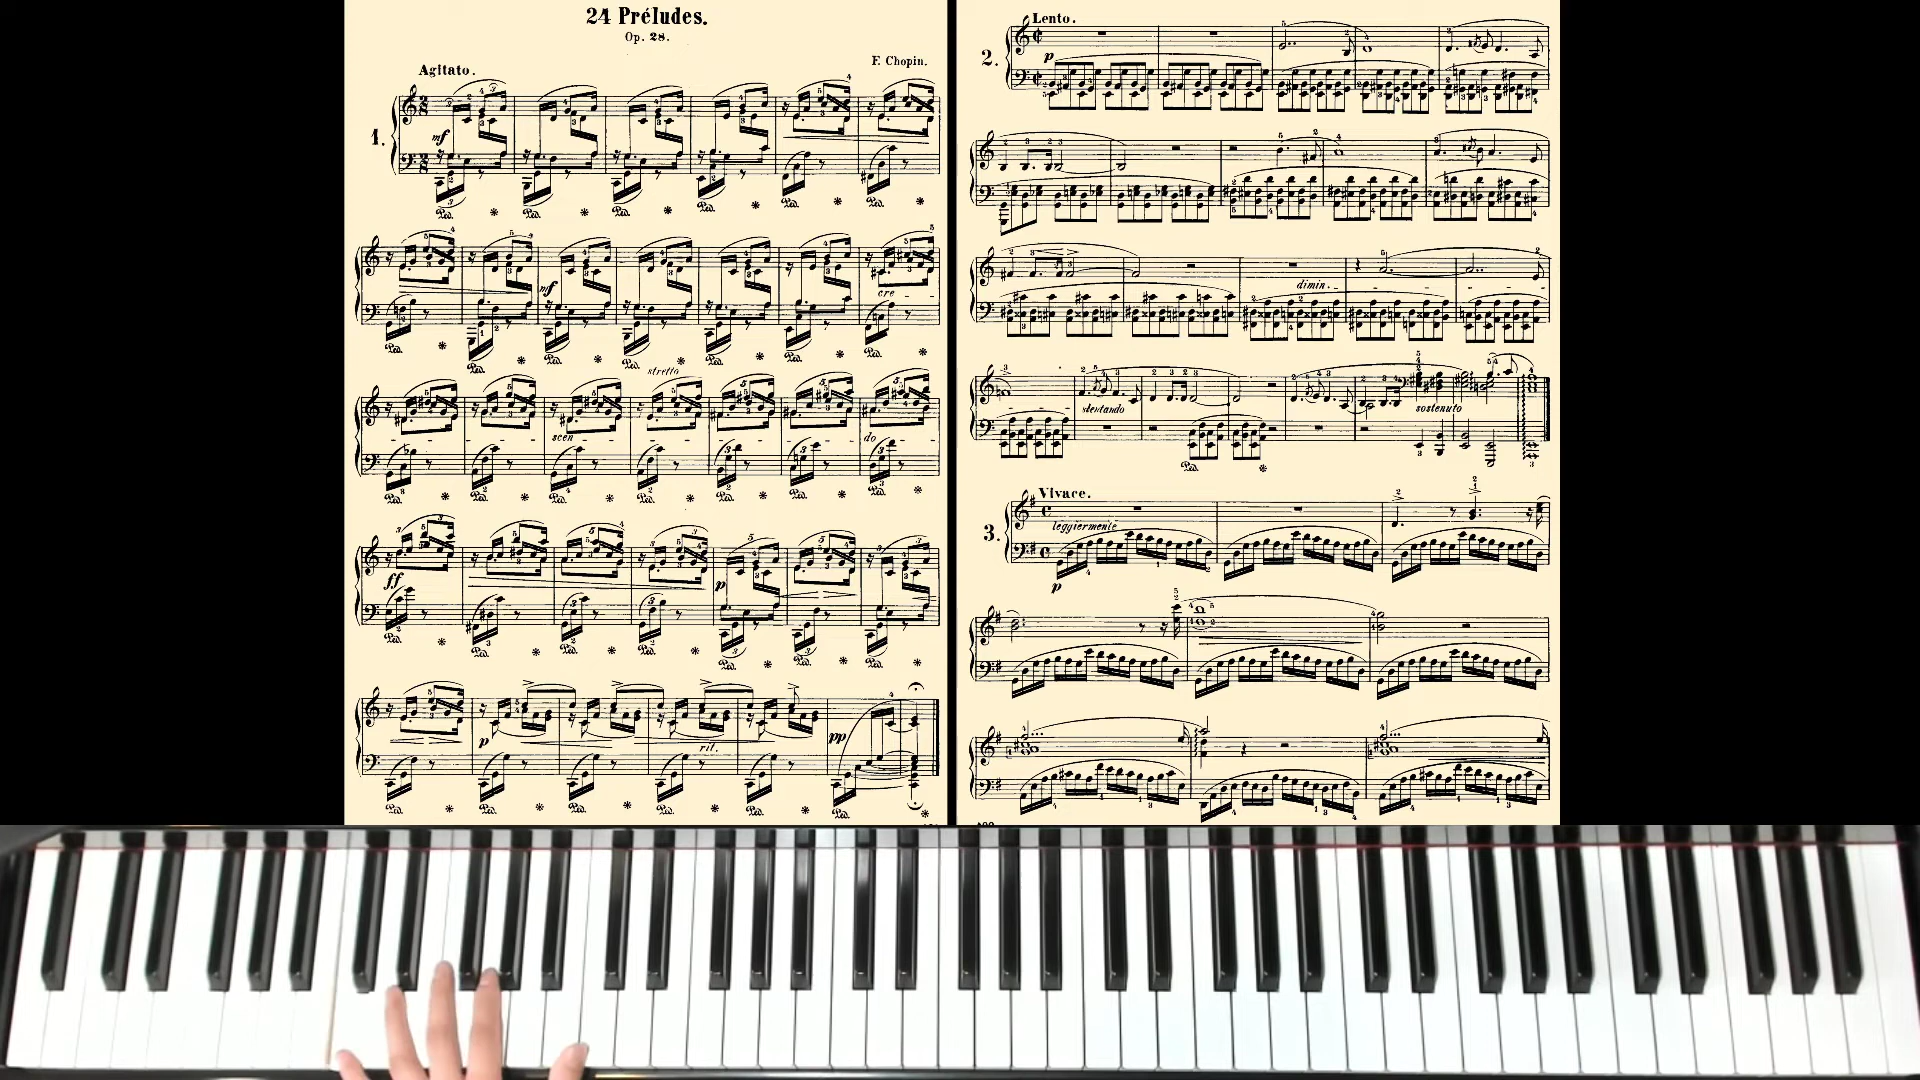 24 Préludes.
Op. 28.
F. Chopin.
Agitato.
1.
mf
mf
cre -
stretto
scen
do
ff
p
p
rit.
pp
Lento.
2.
p
dimin.
slentando
sostenuto
Vivace.
3.
leggiermente
p